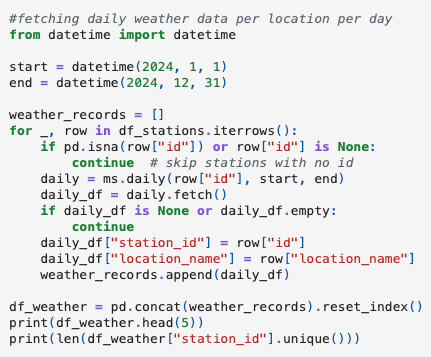 #fetching daily weather data per location per day
from datetime import datetime

start = datetime(2024, 1, 1)
end = datetime(2024, 12, 31)

weather_records = []
for _, row in df_stations.iterrows():
    if pd.isna(row["id"]) or row["id"] is None:
        continue  # skip stations with no id
    daily = ms.daily(row["id"], start, end)
    daily_df = daily.fetch()
    if daily_df is None or daily_df.empty:
        continue
    daily_df["station_id"] = row["id"]
    daily_df["location_name"] = row["location_name"]
    weather_records.append(daily_df)

df_weather = pd.concat(weather_records).reset_index()
print(df_weather.head(5))
print(len(df_weather["station_id"].unique()))